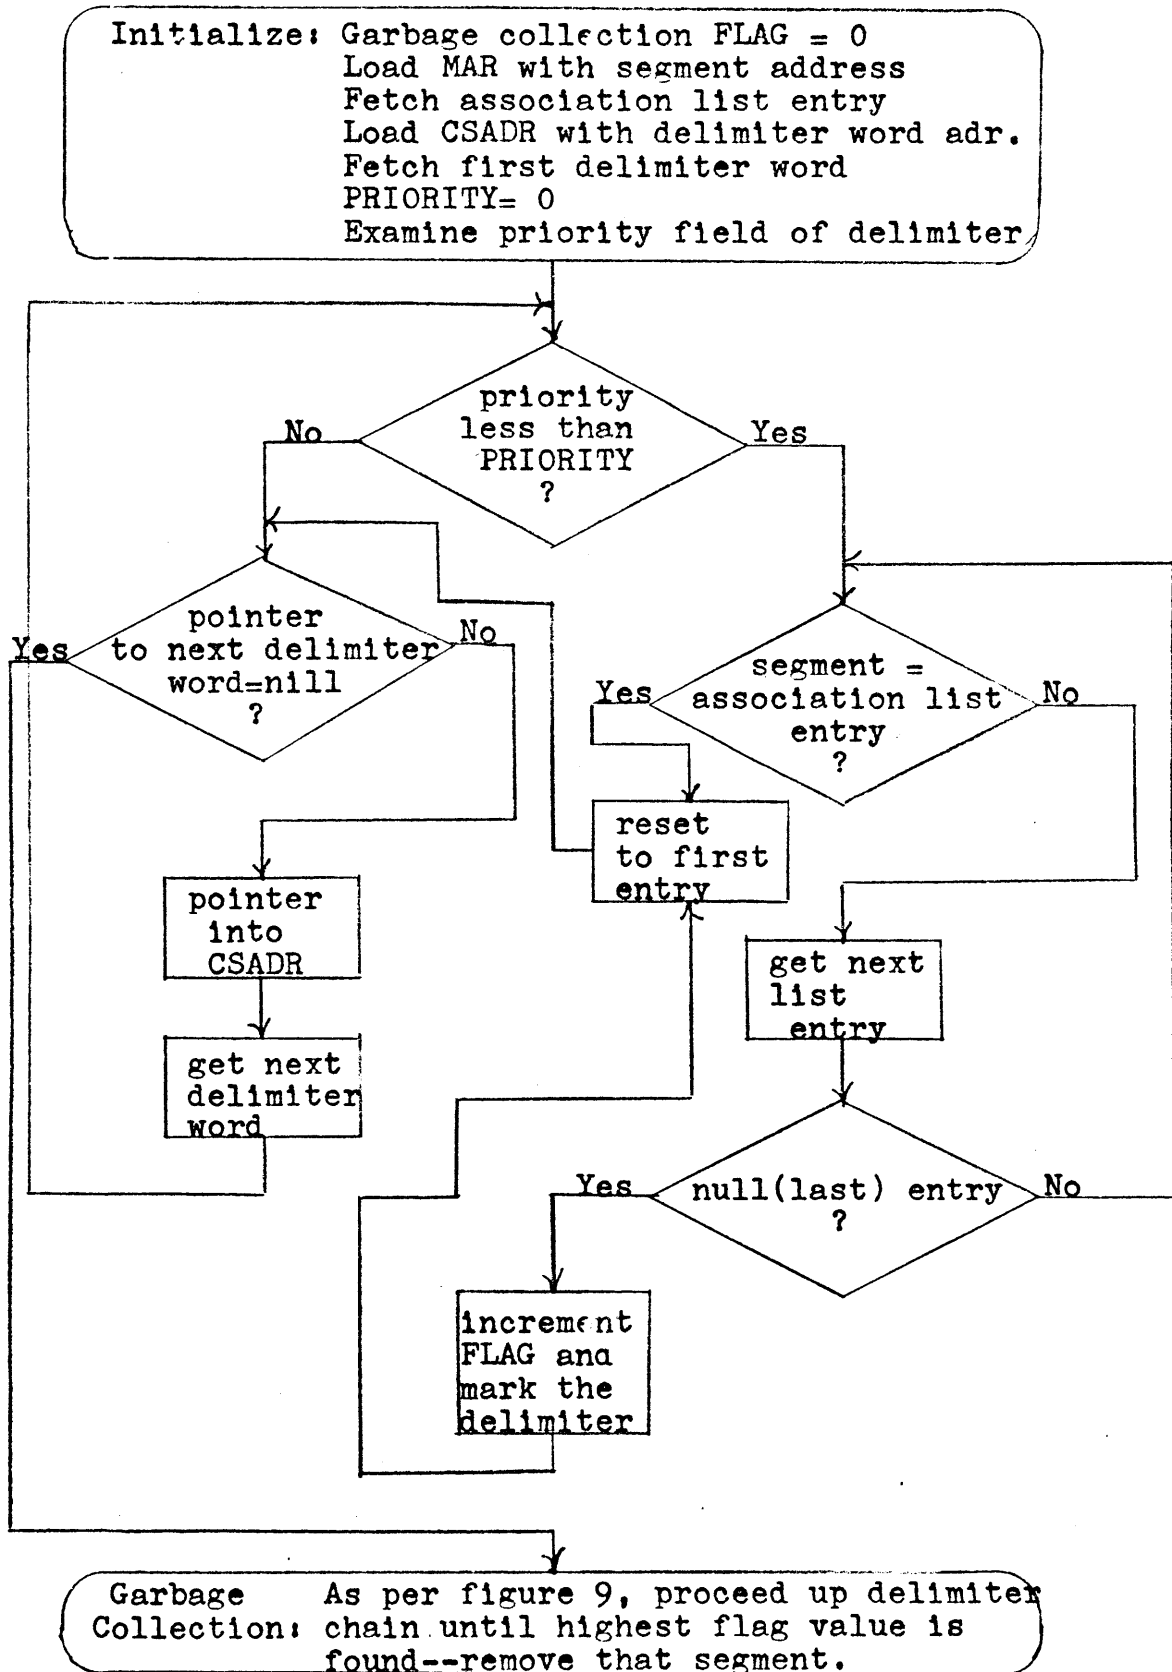 Initialize: Garbage collection FLAG = 0
Load MAR with segment address
Fetch association list entry
Load CSADR with delimiter word adr.
Fetch first delimiter word
PRIORITY= 0
Examine priority field of delimiter
priority
less than
PRIORITY
?
No
Yes
pointer
to next delimiter
word=nill
?
Yes
No
segment =
association list
entry
?
Yes
No
reset
to first
entry
pointer
into
CSADR
get next
list
entry
get next
delimiter
word
null(last) entry
?
Yes
No
increment
FLAG and
mark the
delimiter
Garbage As per figure 9, proceed up delimiter
Collection: chain until highest flag value is
found--remove that segment.